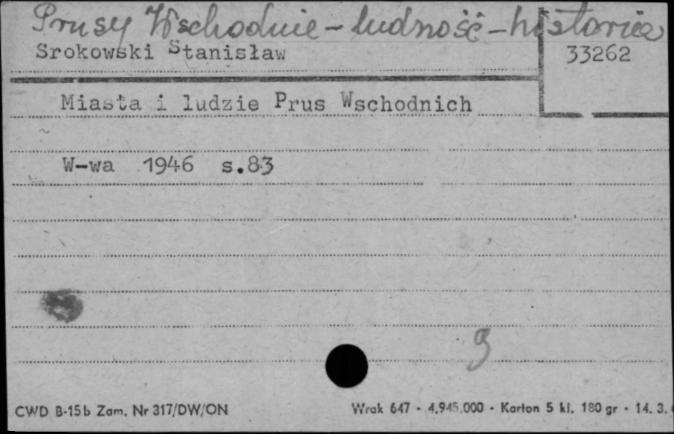 Prusy Wschodnie - ludność - historia
Srokowski Stanisław 33262
Miasta i ludzie Prus Wschodnich
W-wa 1946 s.83
g
CWD B-15b Zam. Nr 317/DW/ON Wrak 647 - 4.945.000 - Karton 5 kl. 180 gr - 14. 3.